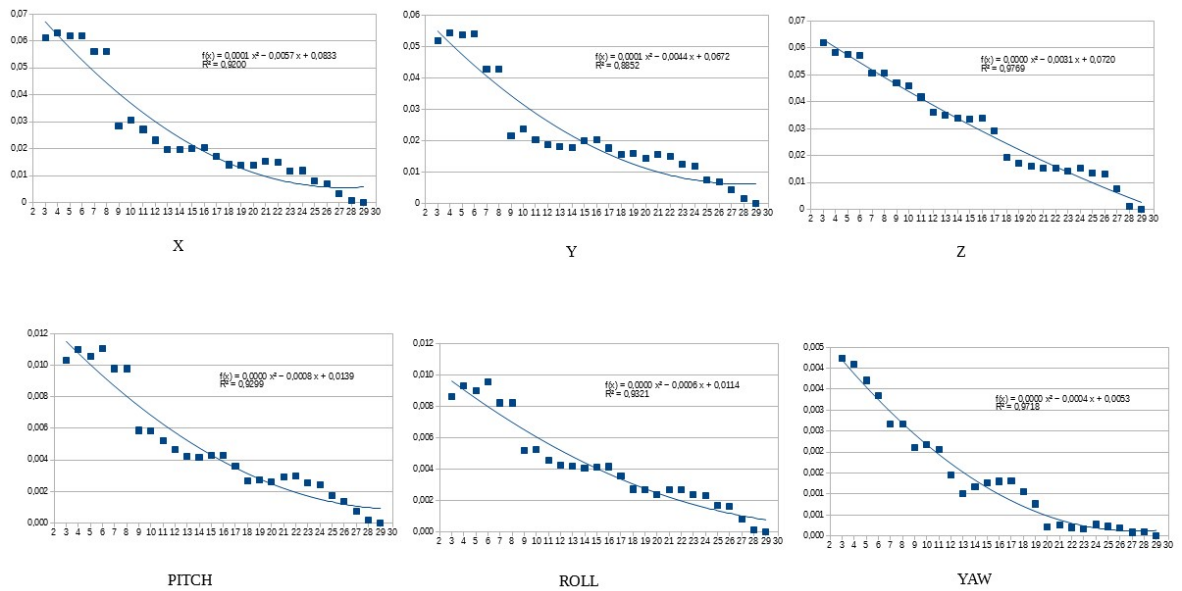 0,07
0,06
0,05
0,04
0,03
0,02
0,01
0
f(x) = 0,0001 x² − 0,0057 x + 0,0833
R² = 0,9200
2 3 4 5 6 7 8 9 10 11 12 13 14 15 16 17 18 19 20 21 22 23 24 25 26 27 28 29 30
X
0,06
0,05
0,04
0,03
0,02
0,01
0
f(x) = 0,0001 x² − 0,0044 x + 0,0672
R² = 0,8852
2 3 4 5 6 7 8 9 10 11 12 13 14 15 16 17 18 19 20 21 22 23 24 25 26 27 28 29 30
Y
0,07
0,06
0,05
0,04
0,03
0,02
0,01
0
f(x) = 0,0000 x² − 0,0031 x + 0,0720
R² = 0,9769
2 3 4 5 6 7 8 9 10 11 12 13 14 15 16 17 18 19 20 21 22 23 24 25 26 27 28 29 30
Z
0,012
0,010
0,008
0,006
0,004
0,002
0,000
f(x) = 0,0000 x² − 0,0008 x + 0,0139
R² = 0,9299
2 3 4 5 6 7 8 9 10 11 12 13 14 15 16 17 18 19 20 21 22 23 24 25 26 27 28 29 30
PITCH
0,012
0,010
0,008
0,006
0,004
0,002
0,000
f(x) = 0,0000 x² − 0,0006 x + 0,0114
R² = 0,9321
2 3 4 5 6 7 8 9 10 11 12 13 14 15 16 17 18 19 20 21 22 23 24 25 26 27 28 29 30
ROLL
0,005
0,004
0,004
0,003
0,003
0,002
0,002
0,001
0,001
0,000
f(x) = 0,0000 x² − 0,0004 x + 0,0053
R² = 0,9718
2 3 4 5 6 7 8 9 10 11 12 13 14 15 16 17 18 19 20 21 22 23 24 25 26 27 28 29 30
YAW